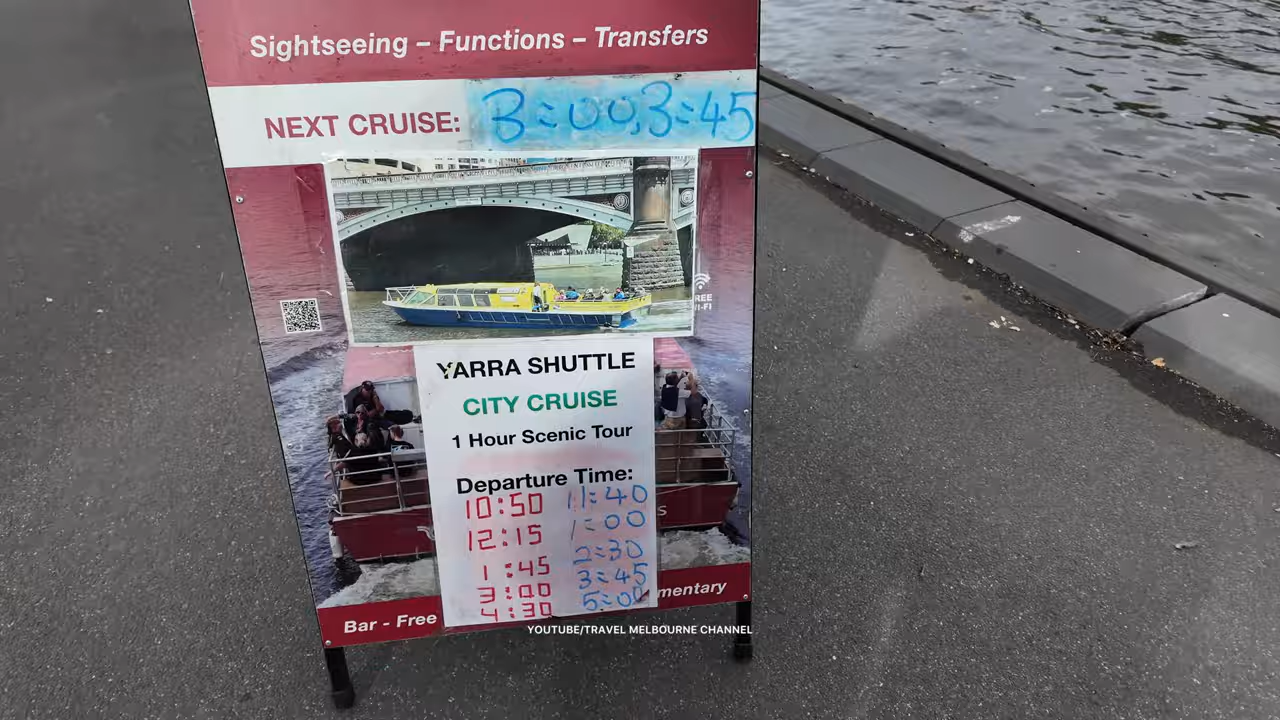 Sightseeing – Functions – Transfers
NEXT CRUISE: 3=00,3=45
REE
I-FI
YARRA SHUTTLE
CITY CRUISE
1 Hour Scenic Tour
Departure Time:
10:50 11=40
12:15 1=00
1:45 2=30
3:00 3=45
4:30 5=00
S
Bar - Free mentary
YOUTUBE/TRAVEL MELBOURNE CHANNEL